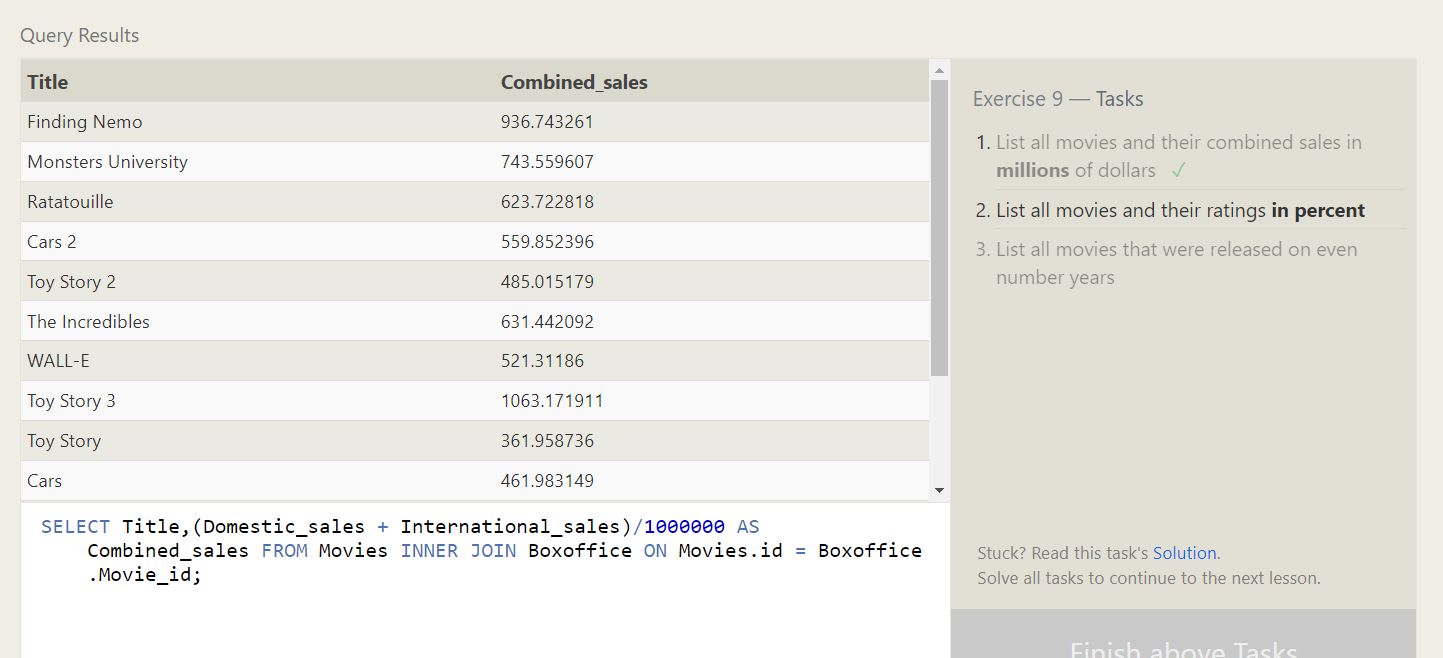 Query Results
Title Combined_sales
Finding Nemo 936.743261
Monsters University 743.559607
Ratatouille 623.722818
Cars 2 559.852396
Toy Story 2 485.015179
The Incredibles 631.442092
WALL-E 521.31186
Toy Story 3 1063.171911
Toy Story 361.958736
Cars 461.983149
SELECT Title,(Domestic_sales + International_sales)/1000000 AS
Combined_sales FROM Movies INNER JOIN Boxoffice ON Movies.id = Boxoffice
.Movie_id;
Exercise 9 — Tasks
1. List all movies and their combined sales in
millions of dollars ✓
2. List all movies and their ratings in percent
3. List all movies that were released on even
number years
Stuck? Read this task's Solution.
Solve all tasks to continue to the next lesson.
Finish above Tasks